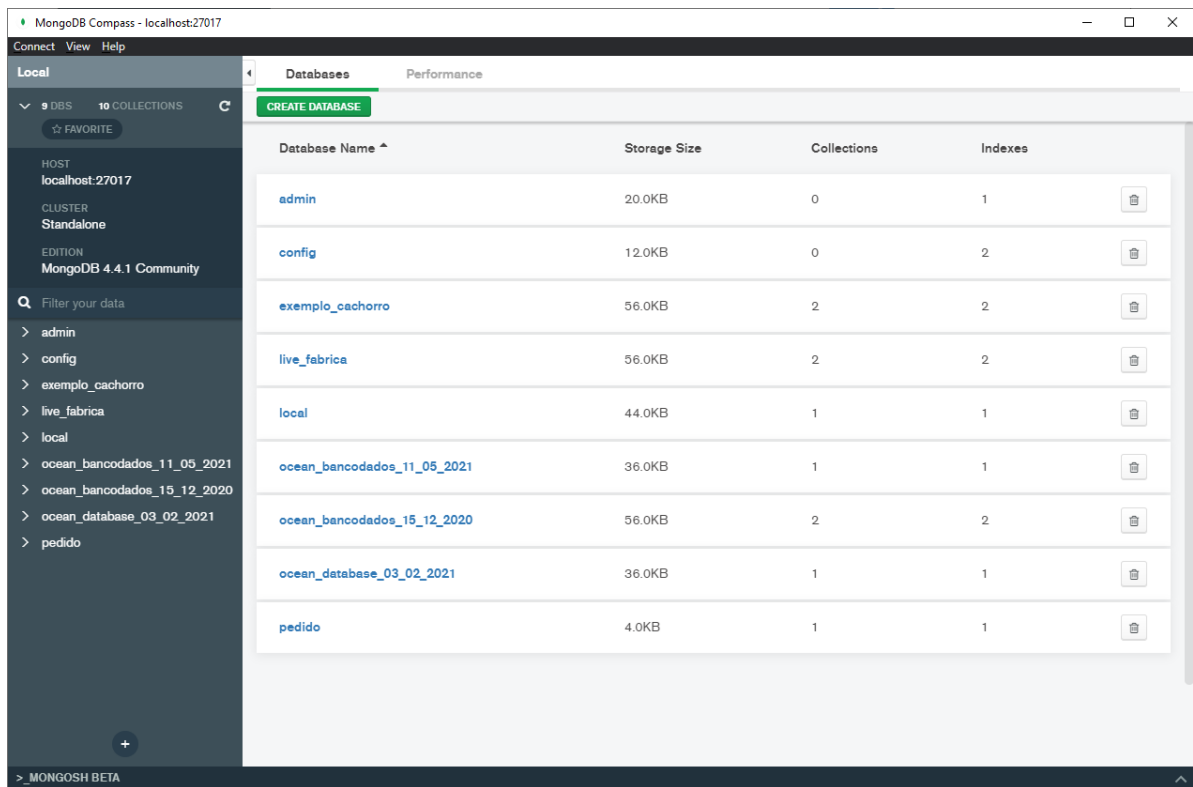 MongoDB Compass - localhost:27017
Connect View Help
Local
Databases Performance
9 DBS 10 COLLECTIONS
FAVORITE
CREATE DATABASE
HOST
localhost:27017
CLUSTER
Standalone
EDITION
MongoDB 4.4.1 Community
Filter your data
admin
config
exemplo_cachorro
live_fabrica
local
ocean_bancodados_11_05_2021
ocean_bancodados_15_12_2020
ocean_database_03_02_2021
pedido
Database Name Storage Size Collections Indexes
admin 20.0KB 0 1
config 12.0KB 0 2
exemplo_cachorro 56.0KB 2 2
live_fabrica 56.0KB 2 2
local 44.0KB 1 1
ocean_bancodados_11_05_2021 36.0KB 1 1
ocean_bancodados_15_12_2020 56.0KB 2 2
ocean_database_03_02_2021 36.0KB 1 1
pedido 4.0KB 1 1
>_MONGOSH BETA